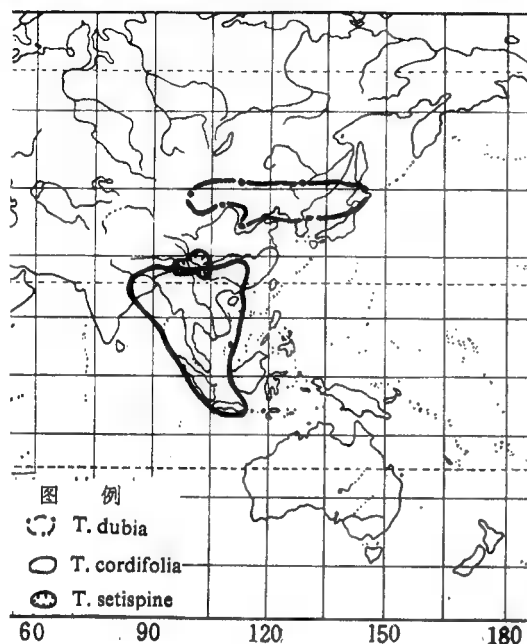 图 例
T. dubia
T. cordifolia
T. setispine
60 90 120 150 180